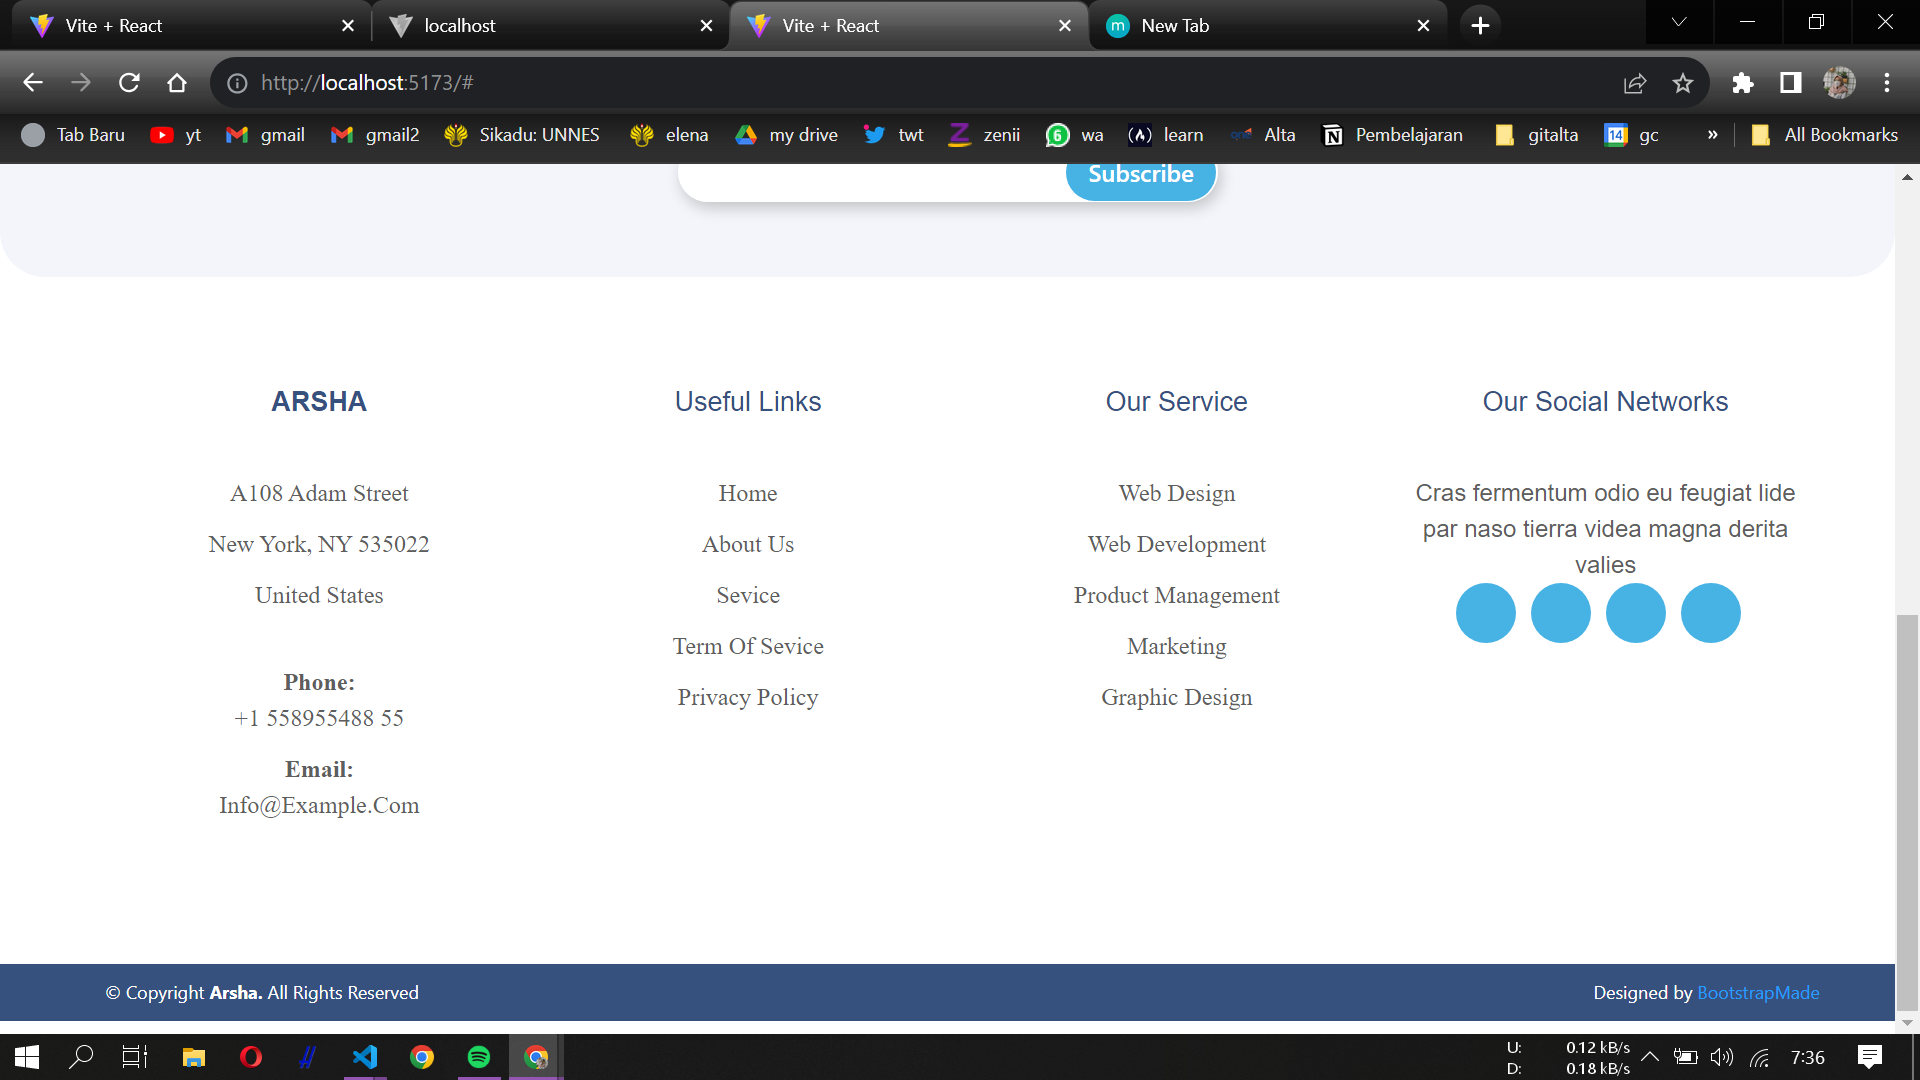 Vite + React
localhost
Vite + React
m New Tab
http://localhost:5173/#
Tab Baru yt gmail gmail2 Sikadu: UNNES elena my drive twt zenii 6 wa learn Alta Pembelajaran gitalta 14 gc » All Bookmarks
Subscribe
ARSHA
A108 Adam Street
New York, NY 535022
United States
Phone:
+1 558955488 55
Email:
Info@Example.Com
Useful Links
Home
About Us
Sevice
Term Of Sevice
Privacy Policy
Our Service
Web Design
Web Development
Product Management
Marketing
Graphic Design
Our Social Networks
Cras fermentum odio eu feugiat lide
par naso tierra videa magna derita
valies
© Copyright Arsha. All Rights Reserved
Designed by BootstrapMade
U: 0.12 kB/s
D: 0.18 kB/s
7:36